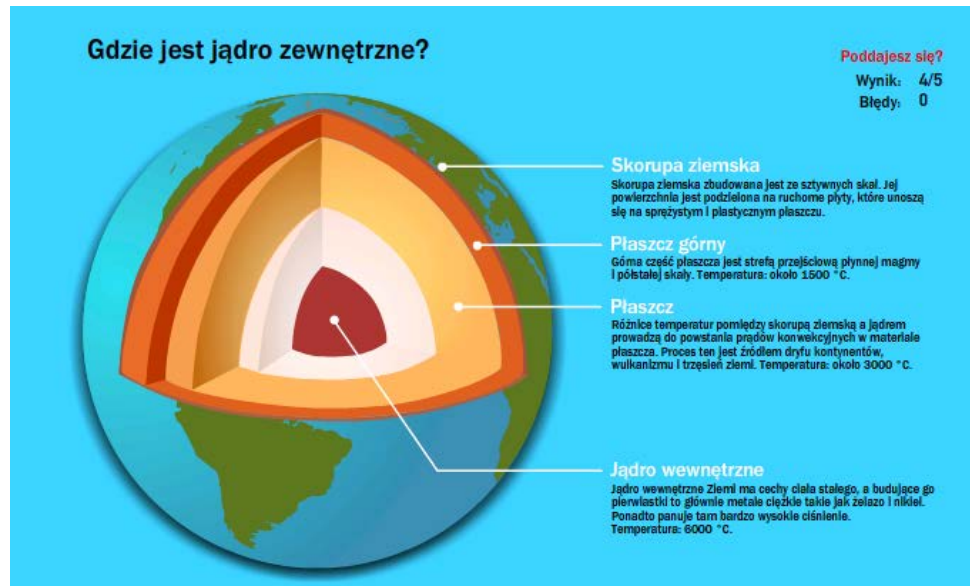 Gdzie jest jądro zewnętrzne?
Poddajesz się?
Wynik: 4/5
Błędy: 0
Skorupa ziemska
Skorupa ziemska zbudowana jest ze sztywnych skał. Jej
powierzchnia jest podzielona na ruchome płyty, które unoszą
się na sprężystym i plastycznym płaszczu.
Płaszcz górny
Górna część płaszcza jest strefą przejściową płynnej magmy
i półstałej skały. Temperatura: około 1500 °C.
Płaszcz
Różnice temperatur pomiędzy skorupą ziemską a jądrem
prowadzą do powstania prądów konwekcyjnych w materiale
płaszcza. Proces ten jest źródłem dryfu kontynentów,
wulkanizmu i trzęsień ziemi. Temperatura: około 3000 °C.
Jądro wewnętrzne
Jądro wewnętrzne Ziemi ma cechy ciała stałego, a budujące go
pierwiastki to głównie metale ciężkie takie jak żelazo i nikiel.
Ponadto panuje tam bardzo wysokie ciśnienie.
Temperatura: 6000 °C.